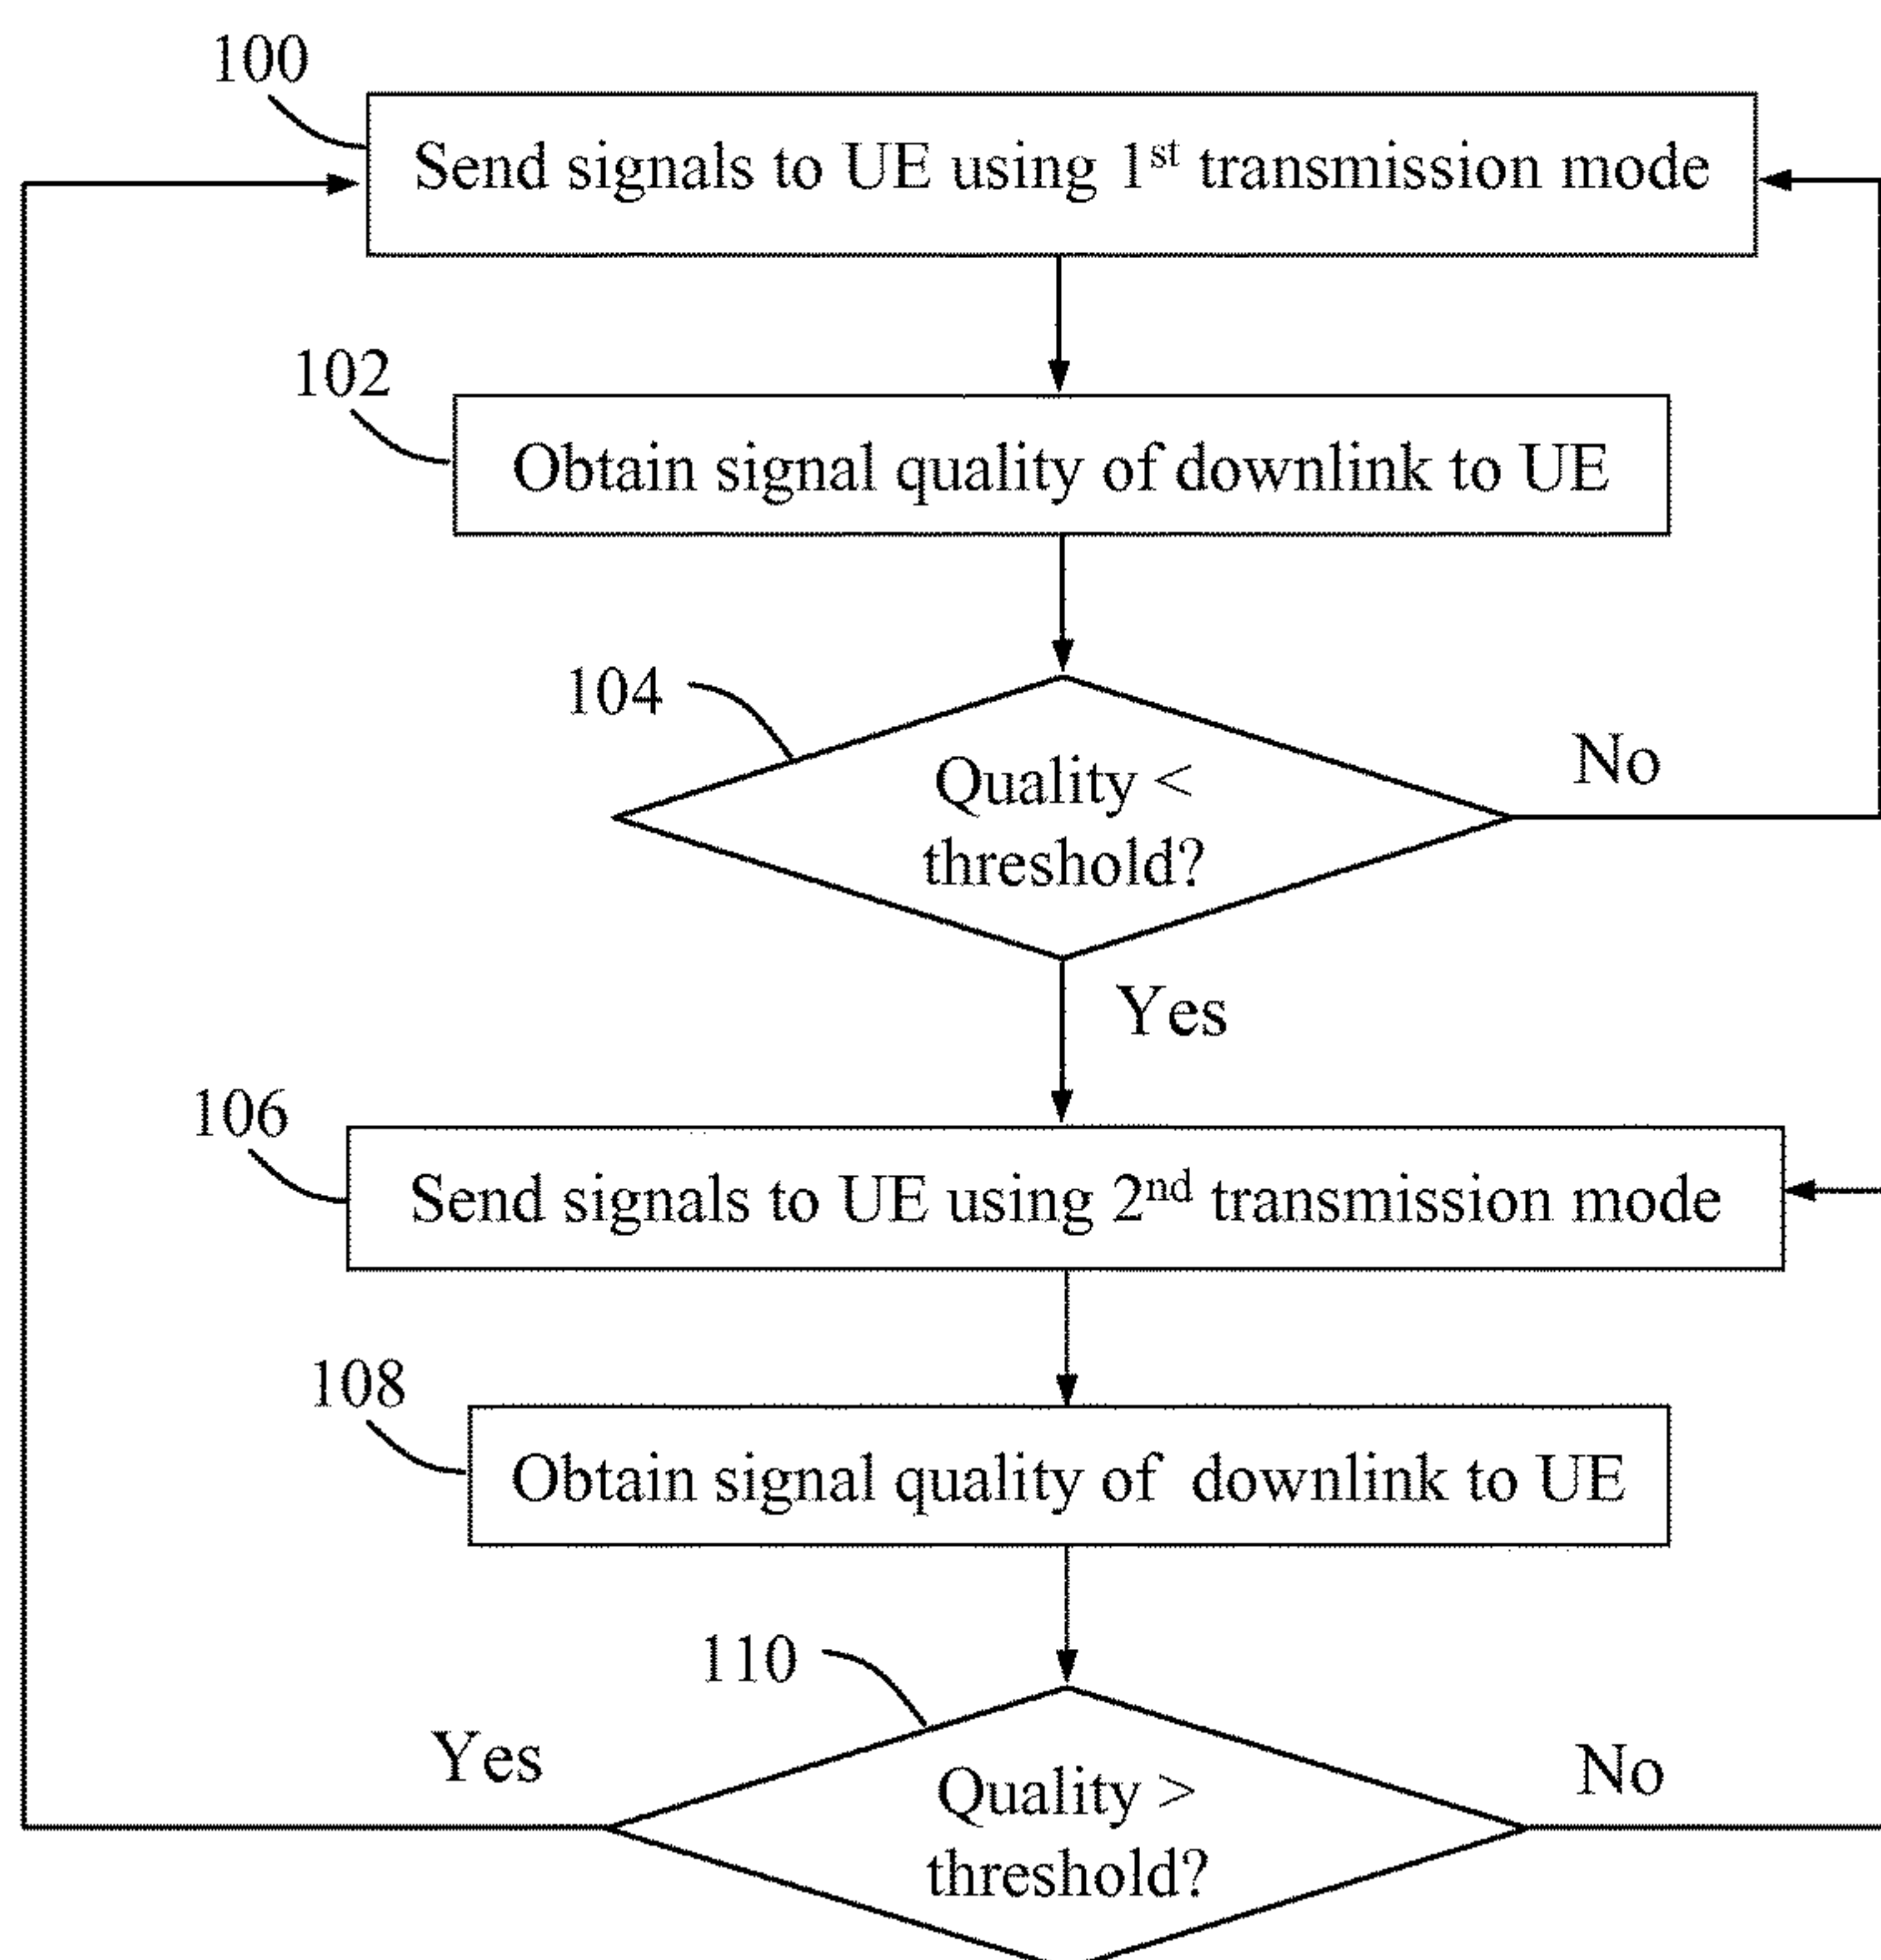 100
Send signals to UE using 1st transmission mode
102
Obtain signal quality of downlink to UE
104
Quality <
threshold?
No
Yes
106
Send signals to UE using 2nd transmission mode
108
Obtain signal quality of downlink to UE
110
Yes
Quality >
threshold?
No